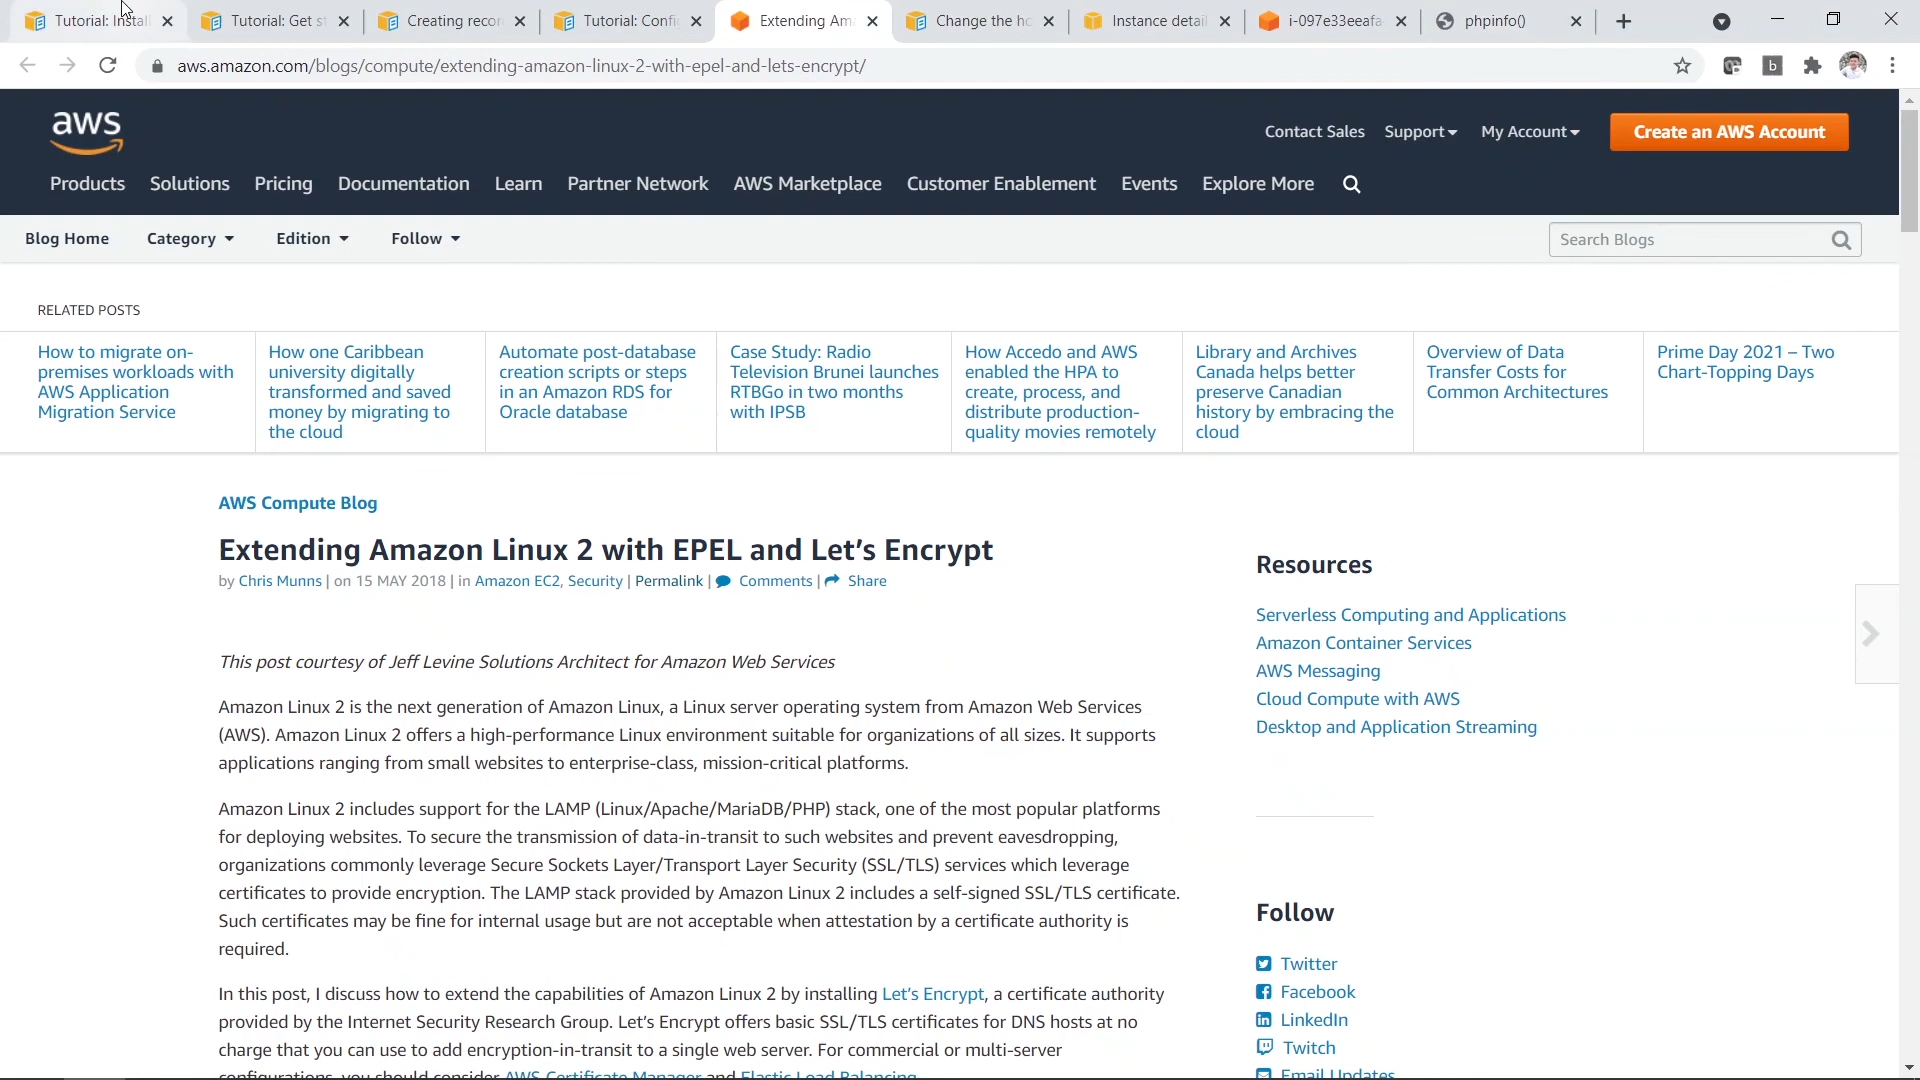 Tutorial: Install
Tutorial: Get st
Creating recor
Tutorial: Confi
Extending Am
Change the ho
Instance detail
i-097e33eeafa
phpinfo()
aws.amazon.com/blogs/compute/extending-amazon-linux-2-with-epel-and-lets-encrypt/
b
aws
Contact Sales
Support
My Account
Create an AWS Account
Products
Solutions
Pricing
Documentation
Learn
Partner Network
AWS Marketplace
Customer Enablement
Events
Explore More
Blog Home
Category
Edition
Follow
Search Blogs
RELATED POSTS
How to migrate on-
premises workloads with
AWS Application
Migration Service
How one Caribbean
university digitally
transformed and saved
money by migrating to
the cloud
Automate post-database
creation scripts or steps
in an Amazon RDS for
Oracle database
Case Study: Radio
Television Brunei launches
RTBGo in two months
with IPSB
How Accedo and AWS
enabled the HPA to
create, process, and
distribute production-
quality movies remotely
Library and Archives
Canada helps better
preserve Canadian
history by embracing the
cloud
Overview of Data
Transfer Costs for
Common Architectures
Prime Day 2021 – Two
Chart-Topping Days
AWS Compute Blog
Extending Amazon Linux 2 with EPEL and Let’s Encrypt
by Chris Munns | on 15 MAY 2018 | in Amazon EC2, Security | Permalink | Comments | Share
This post courtesy of Jeff Levine Solutions Architect for Amazon Web Services
Amazon Linux 2 is the next generation of Amazon Linux, a Linux server operating system from Amazon Web Services
(AWS). Amazon Linux 2 offers a high-performance Linux environment suitable for organizations of all sizes. It supports
applications ranging from small websites to enterprise-class, mission-critical platforms.
Amazon Linux 2 includes support for the LAMP (Linux/Apache/MariaDB/PHP) stack, one of the most popular platforms
for deploying websites. To secure the transmission of data-in-transit to such websites and prevent eavesdropping,
organizations commonly leverage Secure Sockets Layer/Transport Layer Security (SSL/TLS) services which leverage
certificates to provide encryption. The LAMP stack provided by Amazon Linux 2 includes a self-signed SSL/TLS certificate.
Such certificates may be fine for internal usage but are not acceptable when attestation by a certificate authority is
required.
In this post, I discuss how to extend the capabilities of Amazon Linux 2 by installing Let’s Encrypt, a certificate authority
provided by the Internet Security Research Group. Let’s Encrypt offers basic SSL/TLS certificates for DNS hosts at no
charge that you can use to add encryption-in-transit to a single web server. For commercial or multi-server
configurations, you should consider AWS Certificate Manager and Elastic Load Balancing.
Resources
Serverless Computing and Applications
Amazon Container Services
AWS Messaging
Cloud Compute with AWS
Desktop and Application Streaming
Follow
Twitter
Facebook
LinkedIn
Twitch
Email Updates